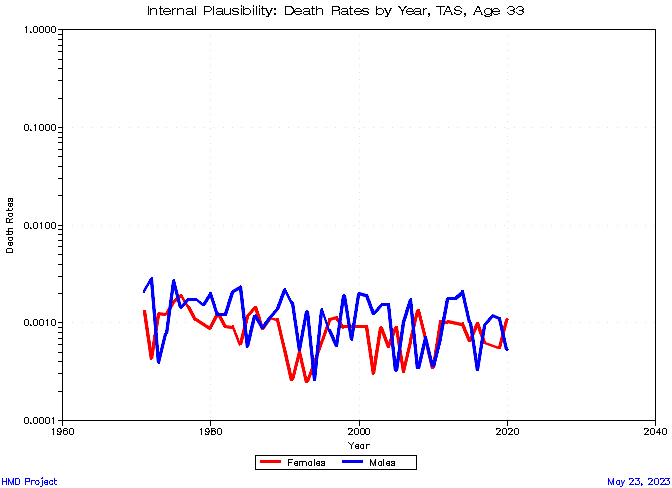 Internal Plausibility: Death Rates by Year, TAS, Age 33
1.0000
0.1000
0.0100
0.0010
0.0001
Death Rates
1960
1980
2000
2020
2040
Year
Females
Males
HMD Project
May 23, 2023